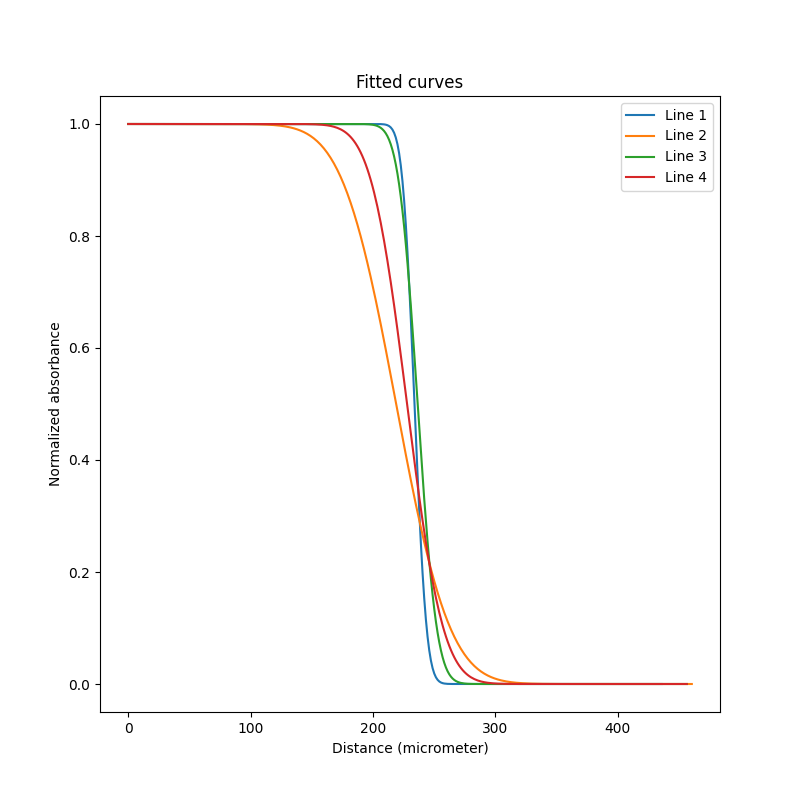 Fitted curves
Line 1
Line 2
Line 3
Line 4
Normalized absorbance
1.0
0.8
0.6
0.4
0.2
0.0
0 100 200 300 400
Distance (micrometer)